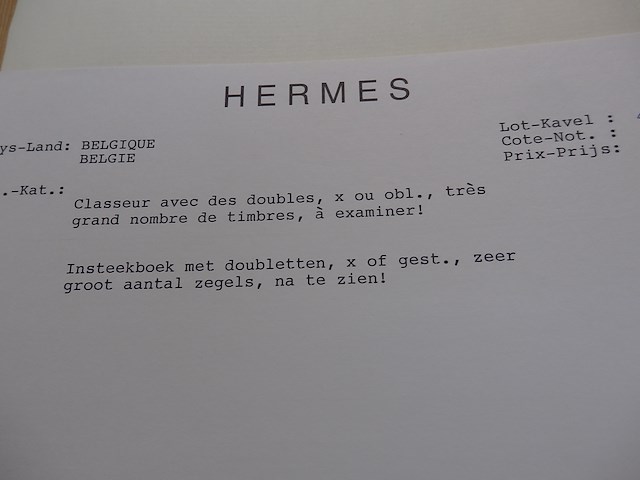 HERMES
ys-Land: BELGIQUE
BELGIE
Lot-Kavel :
Cote-Not. :
Prix-Prijs:
.-Kat.:
Classeur avec des doubles, x ou obl., très
grand nombre de timbres, à examiner!
Insteekboek met doubletten, x of gest., zeer
groot aantal zegels, na te zien!